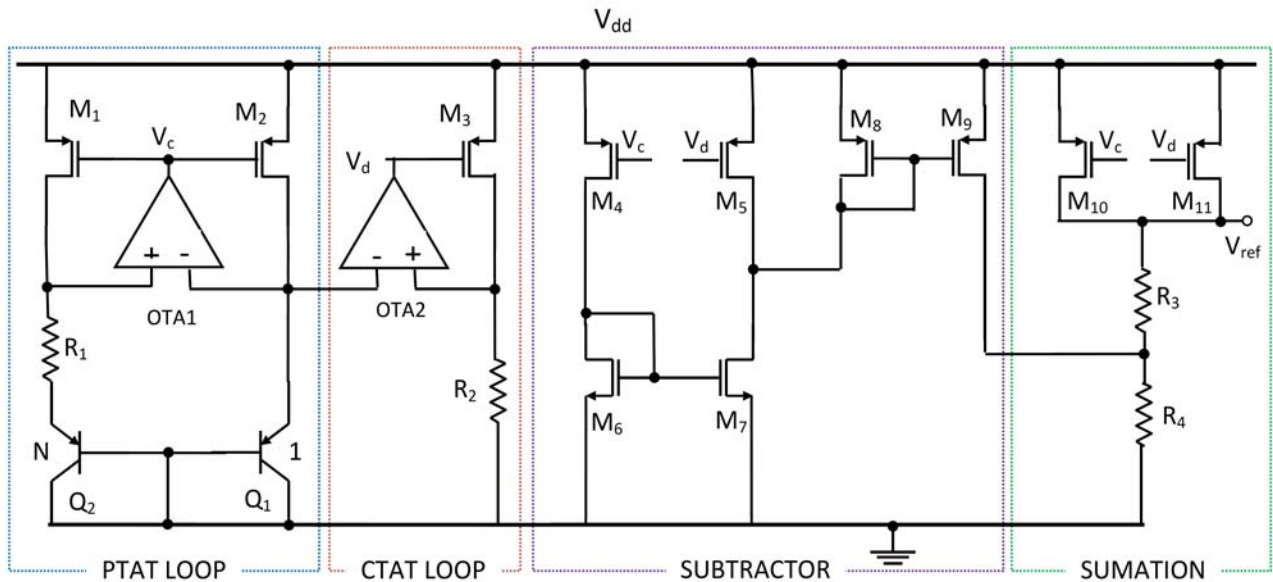 Vdd
M1
Vc
M2
M3
Vd
+ -
OTA1
- +
OTA2
R1
R2
N
1
Q2
Q1
Vc
Vd
M4
M5
M8
M9
M6
M7
Vc
Vd
M10
M11
Vref
R3
R4
PTAT LOOP
CTAT LOOP
SUBTRACTOR
SUMATION